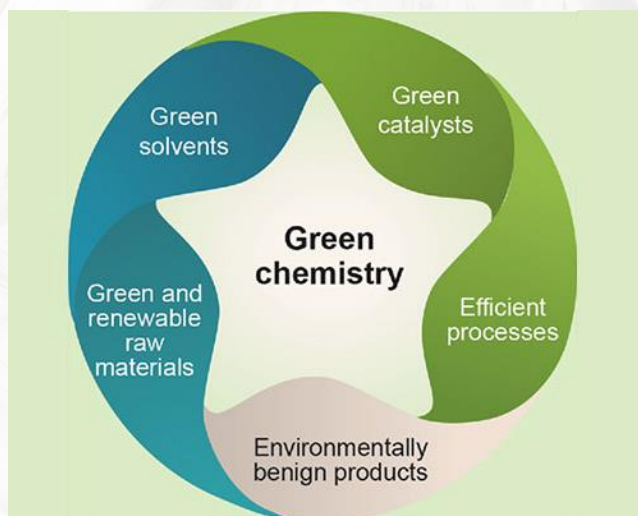 Green
solvents
Green
catalysts
Green
chemistry
Green and
renewable
raw
materials
Efficient
processes
Environmentally
benign products